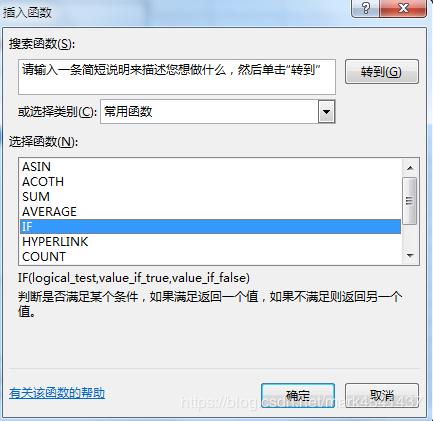 插入函数
搜索函数(S):
请输入一条简短说明来描述您想做什么，然后单击“转到”
转到(G)
或选择类别(C): 常用函数
选择函数(N):
ASIN
ACOTH
SUM
AVERAGE
IF
HYPERLINK
COUNT
IF(logical_test,value_if_true,value_if_false)
判断是否满足某个条件，如果满足返回一个值，如果不满足则返回另一个
值。
有关该函数的帮助
确定
取消